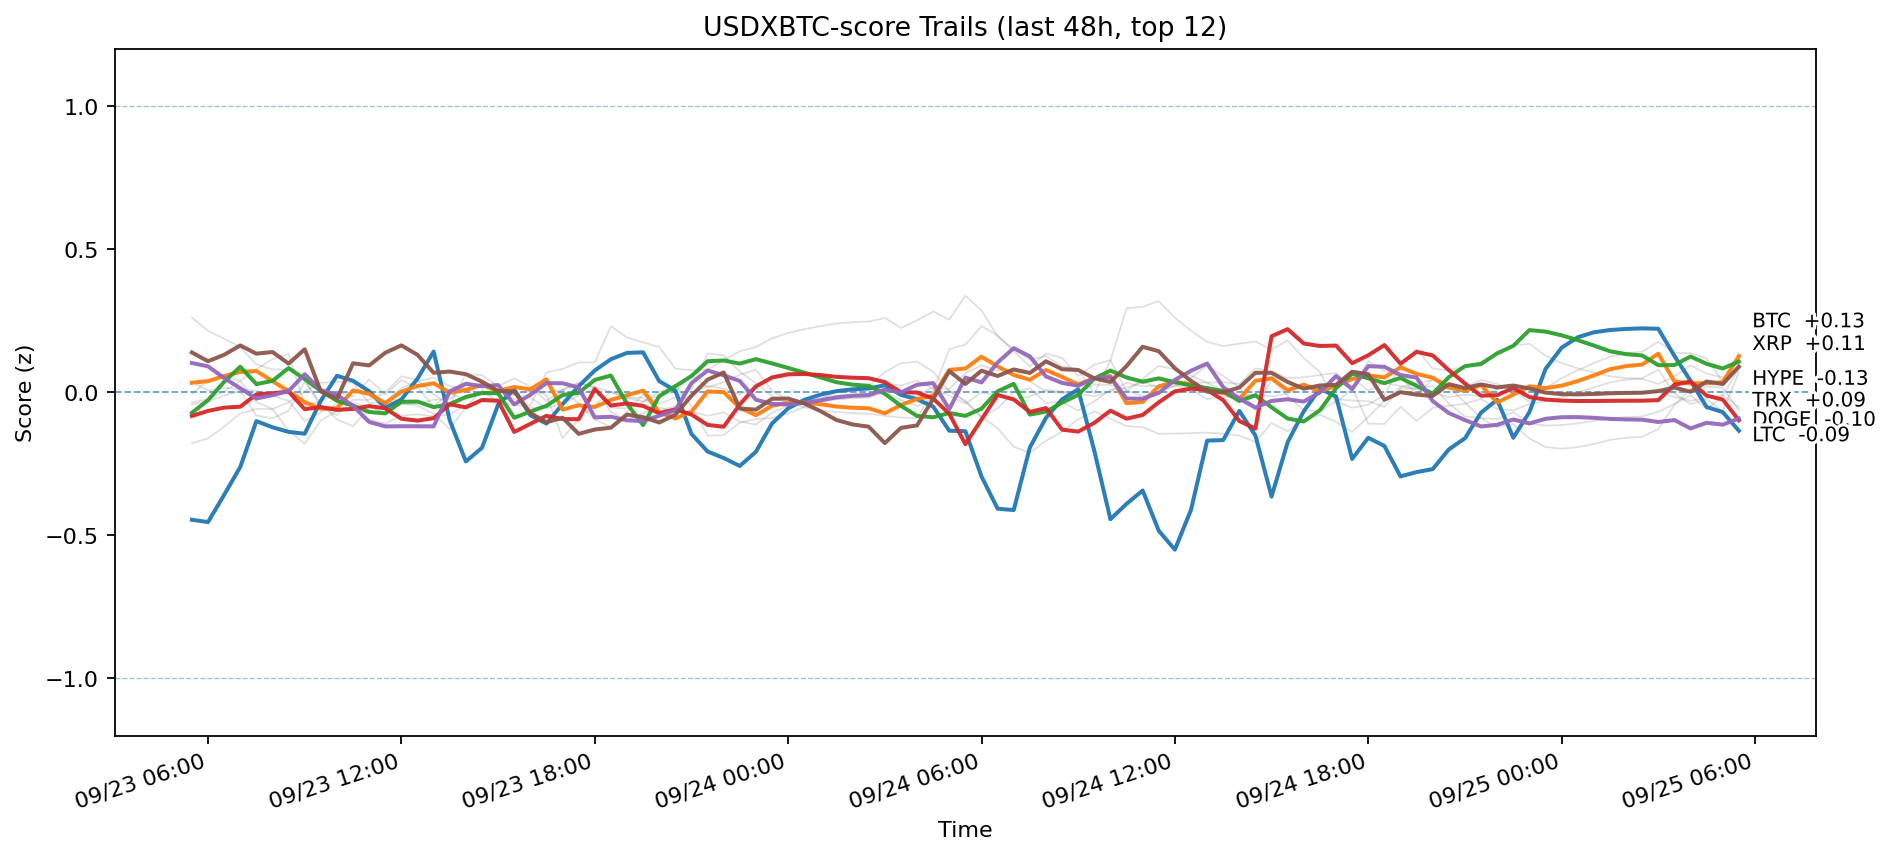 USDXBTC-score Trails (last 48h, top 12)
Score (z)
1.0
0.5
0.0
−0.5
−1.0
BTC +0.13
XRP +0.11
HYPE -0.13
TRX +0.09
DOGE -0.10
LTC -0.09
09/23 06:00
09/23 12:00
09/23 18:00
09/24 00:00
09/24 06:00
09/24 12:00
09/24 18:00
09/25 00:00
09/25 06:00
Time